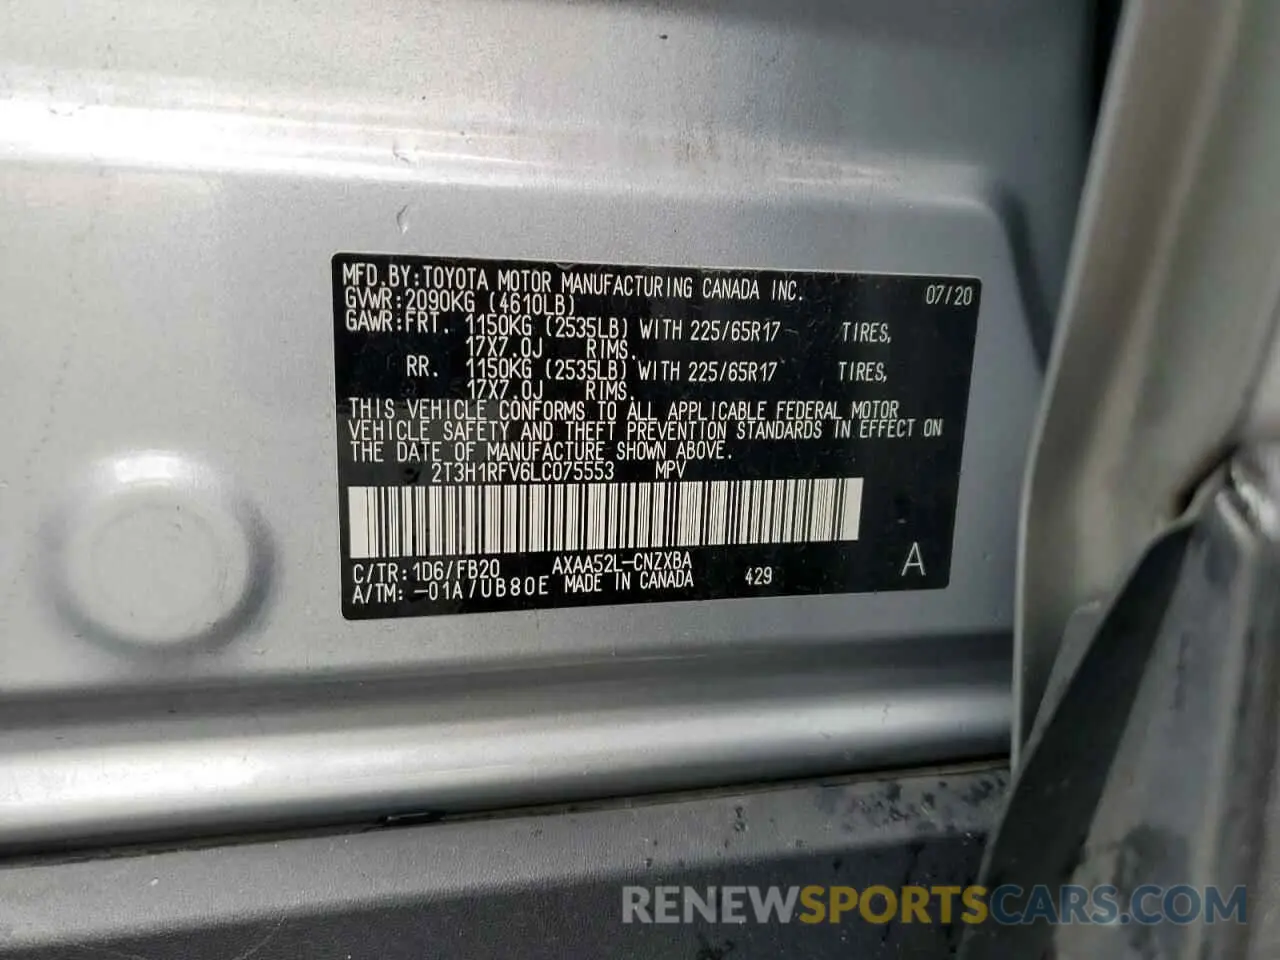 MFD.BY:TOYOTA MOTOR MANUFACTURING CANADA INC. 07/20
GVWR:2090KG (4610LB)
GAWR:FRT. 1150KG (2535LB) WITH 225/65R17 TIRES,
17X7.0J RIMS.
RR. 1150KG (2535LB) WITH 225/65R17 TIRES,
17X7.0J RIMS.
THIS VEHICLE CONFORMS TO ALL APPLICABLE FEDERAL MOTOR
VEHICLE SAFETY AND THEFT PREVENTION STANDARDS IN EFFECT ON
THE DATE OF MANUFACTURE SHOWN ABOVE.
2T3H1RFV6LC075553 MPV
C/TR:1D6/FB20 AXAA52L-CNZXBA
A/TM:-01A/UB80E MADE IN CANADA 429 A
RENEWSPORTSCARS.COM